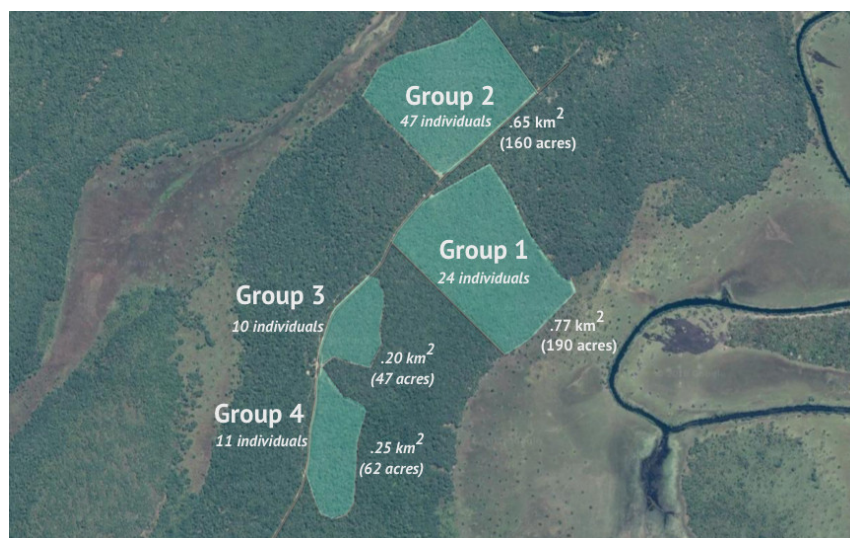 Group 2
47 individuals
.65 km²
(160 acres)
Group 1
24 individuals
.77 km²
(190 acres)
Group 3
10 individuals
.20 km²
(47 acres)
Group 4
11 individuals
.25 km²
(62 acres)